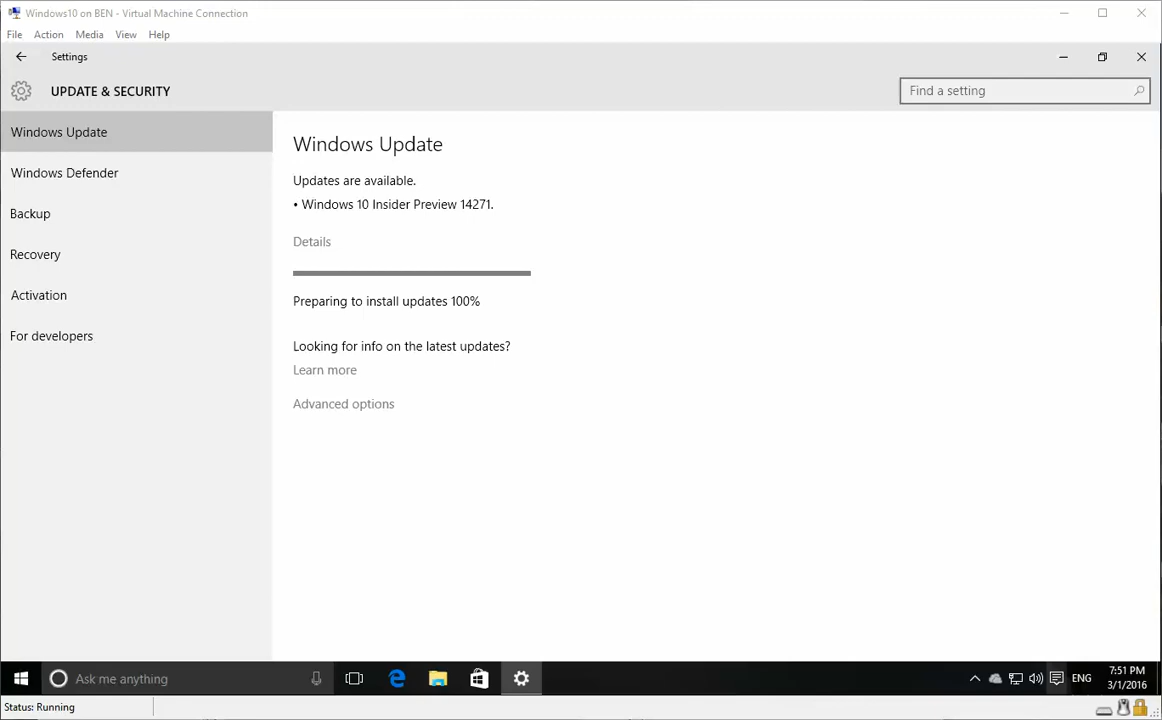 Windows10 on BEN - Virtual Machine Connection
File Action Media View Help
Settings
UPDATE & SECURITY
Find a setting
Windows Update
Windows Defender
Backup
Recovery
Activation
For developers
Windows Update
Updates are available.
• Windows 10 Insider Preview 14271.
Details
Preparing to install updates 100%
Looking for info on the latest updates?
Learn more
Advanced options
Ask me anything
ENG
7:51 PM
3/1/2016
Status: Running